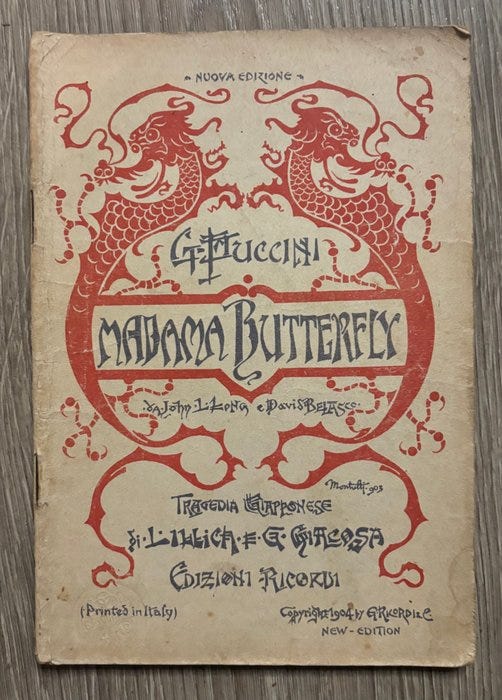 NUOVA EDIZIONE
G. PUCCINI
MADAMA BUTTERFLY
da John L. Long e David Belasco
Montalti 903
TRAGEDIA GIAPPONESE
di L. ILLICA E G. GIACOSA
EDIZIONI RICORDI
(Printed in Italy) Copyright 1904 by G. RICORDI & C.
NEW - EDITION